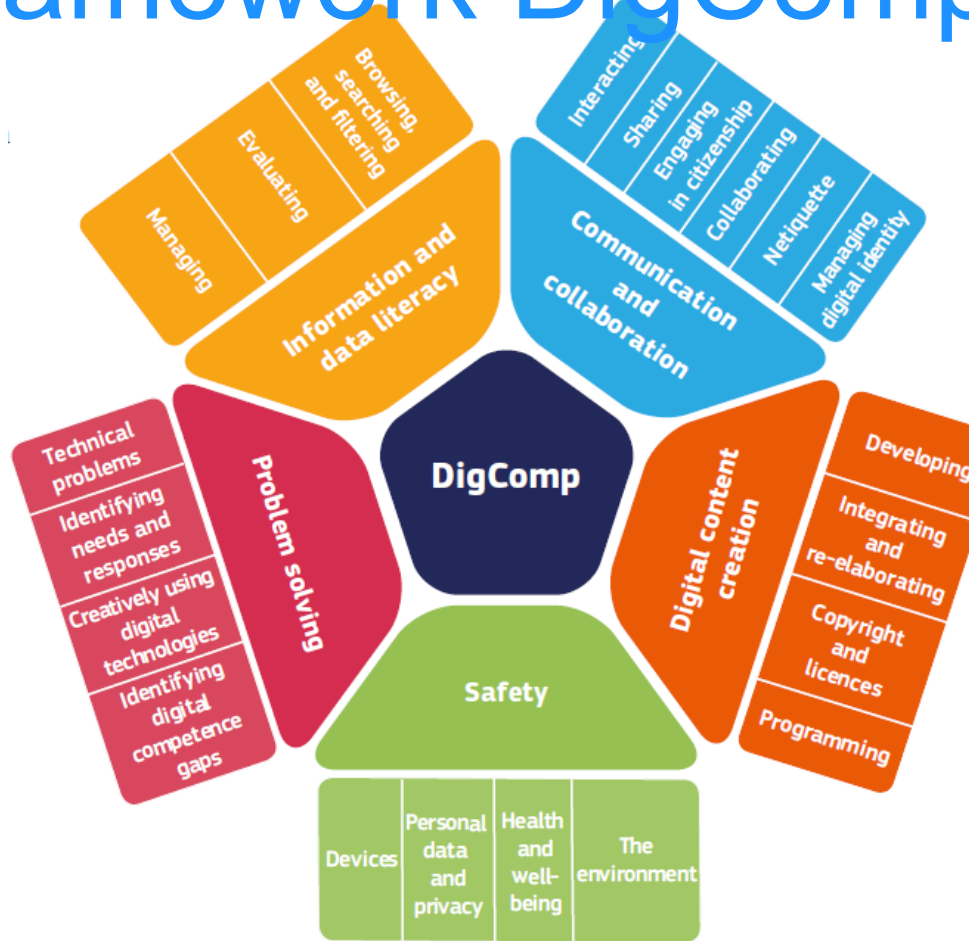 amework DigComp
Browsing,
searching
and filtering
Evaluating
Managing
Information and
data literacy
Interacting
Sharing
Engaging
in citizenship
Collaborating
Netiquette
Managing
digital identity
Communication
and
collaboration
DigComp
Technical
problems
Identifying
needs and
responses
Creatively using
digital
technologies
Identifying
digital
competence
gaps
Problem solving
Digital content
creation
Developing
Integrating
and
re-elaborating
Copyright
and
licences
Programming
Safety
Devices
Personal
data
and
privacy
Health
and
well-
being
The
environment